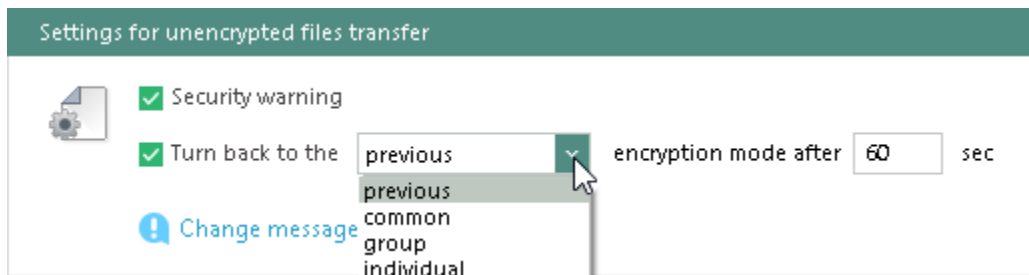 Settings for unencrypted files transfer
Security warning
Turn back to the previous encryption mode after 60 sec
previous
common
Change message
group
individual